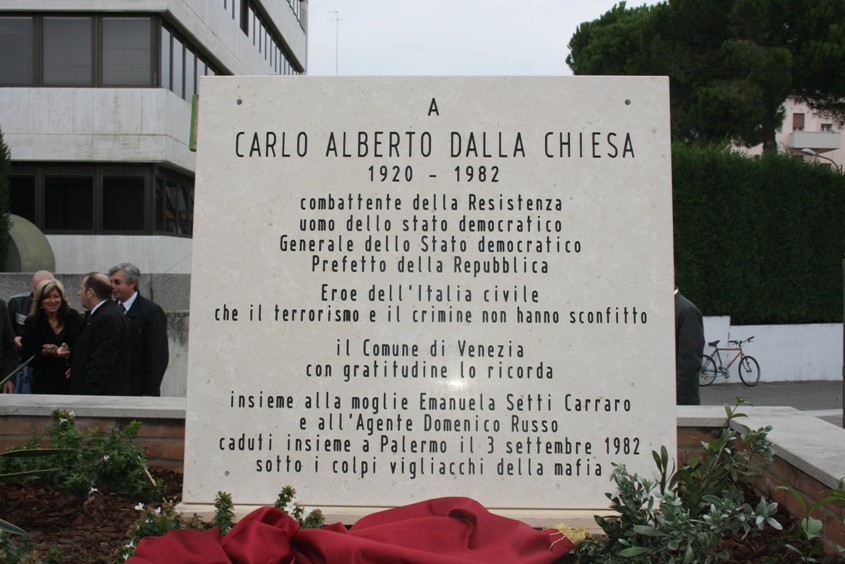 A
CARLO ALBERTO DALLA CHIESA
1920 - 1982
combattente della Resistenza
uomo dello stato democratico
Generale dello Stato democratico
Prefetto della Repubblica
Eroe dell'Italia civile
che il terrorismo e il crimine non hanno sconfitto
il Comune di Venezia
con gratitudine lo ricorda
insieme alla moglie Emanuela Setti Carraro
e all'Agente Domenico Russo
caduti insieme a Palermo il 3 settembre 1982
sotto i colpi vigliacchi della mafia